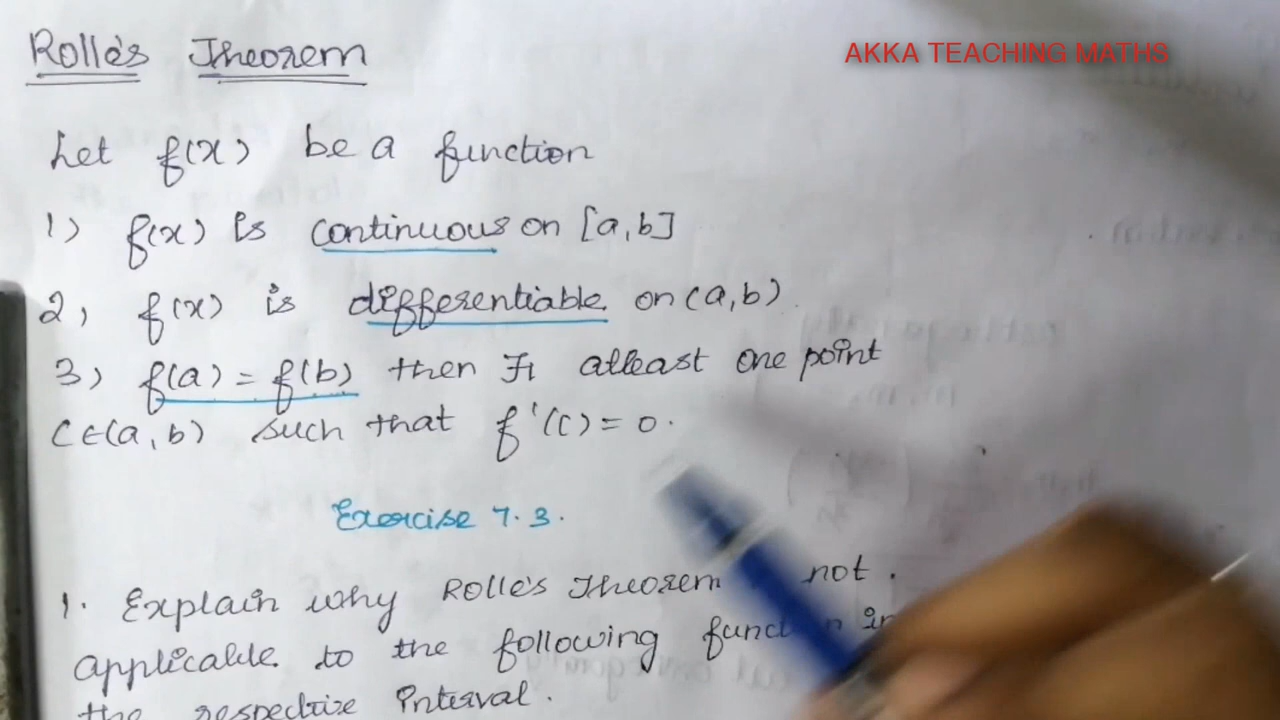 Rolle's Theorem
AKKA TEACHING MATHS
Let f(x) be a function
1) f(x) is continuous on [a,b]
2) f(x) is differentiable on (a,b).
3) f(a) = f(b) then ∃ atleast one point
C∈(a,b) such that f'(c)=0.
Exercise 7.3.
1. Explain why Rolle's Theorem not.
applicable to the following in
the respective interval.